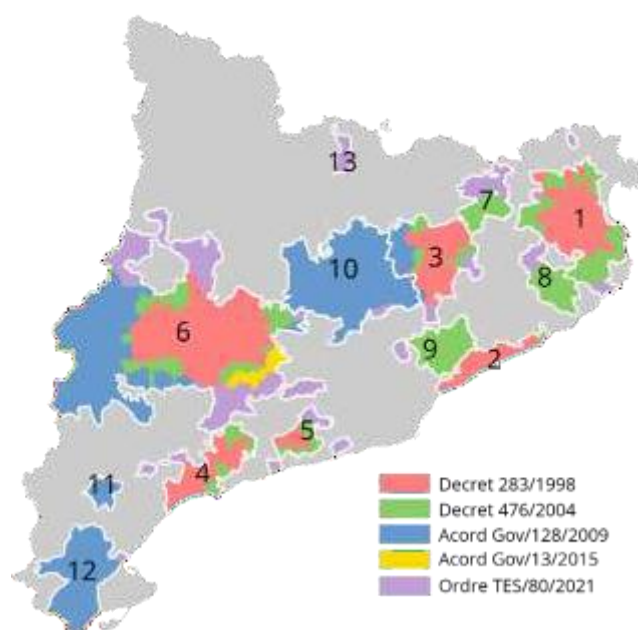 13
7
1
3
10
8
6
9
2
5
4
11
12
Decret 283/1998
Decret 476/2004
Acord Gov/128/2009
Acord Gov/13/2015
Ordre TES/80/2021